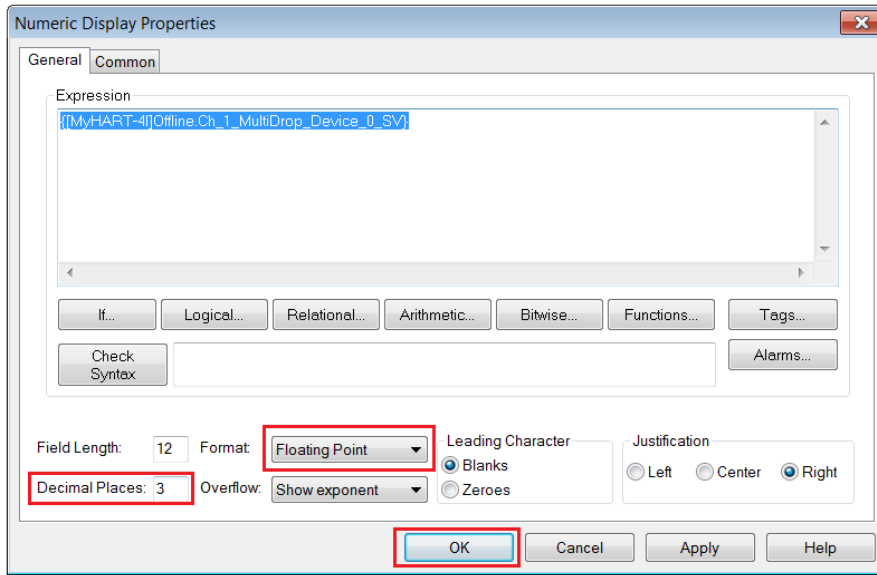 Numeric Display Properties
General Common
Expression
{[MyHART-4I]Offline.Ch_1_MultiDrop_Device_0_SV}
If... Logical... Relational... Arithmetic... Bitwise... Functions... Tags...
Check Syntax Alarms...
Field Length: 12 Format: Floating Point Leading Character Justification
Blanks Left Center Right
Decimal Places: 3 Overflow: Show exponent Zeroes
OK Cancel Apply Help